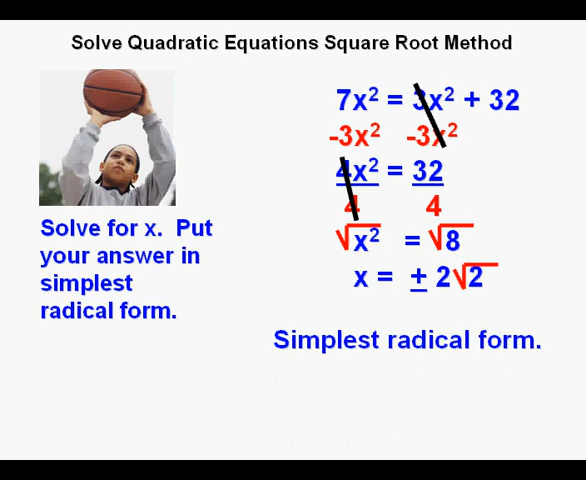 Solve Quadratic Equations Square Root Method
Solve for x. Put
your answer in
simplest
radical form.
7x² = 3x² + 32
-3x² -3x²
4x² = 32
4 4
√x² = √8
x = ± 2√2
Simplest radical form.